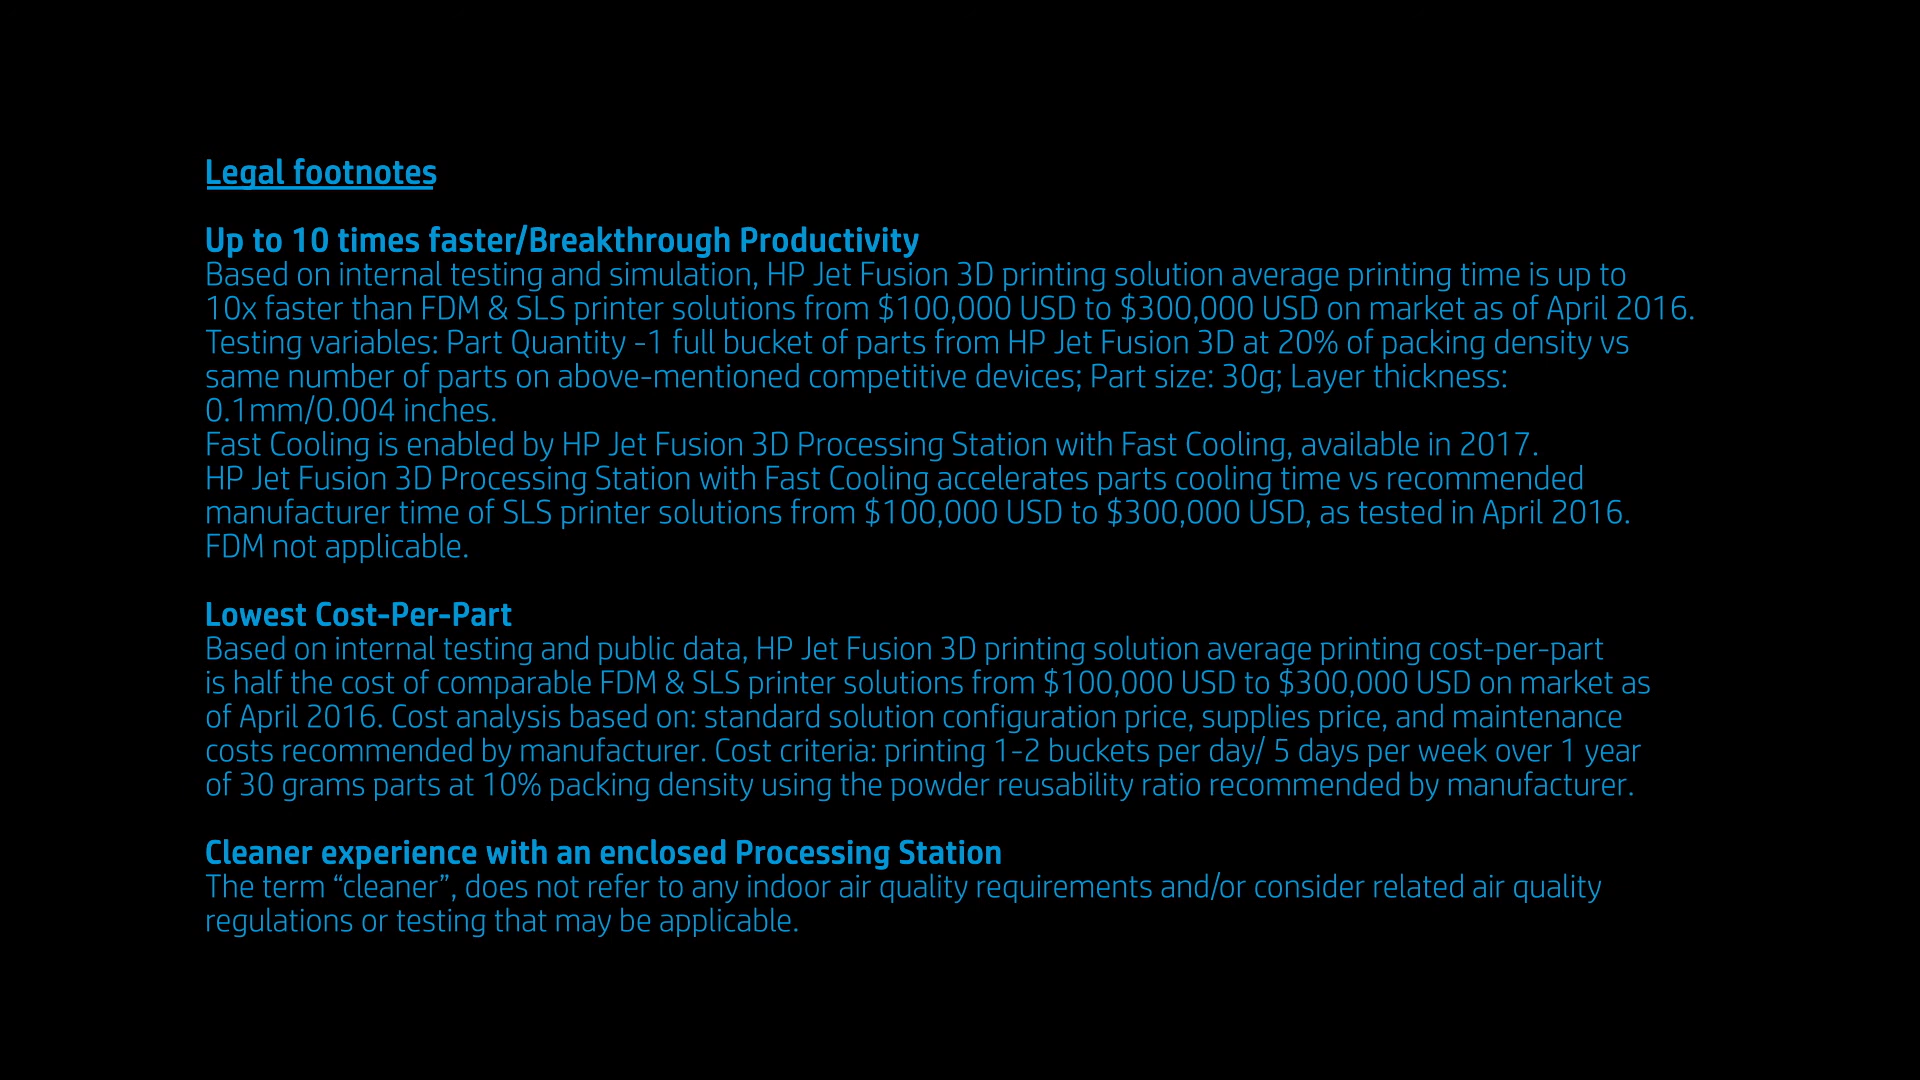 Legal footnotes
Up to 10 times faster/Breakthrough Productivity
Based on internal testing and simulation, HP Jet Fusion 3D printing solution average printing time is up to
10x faster than FDM & SLS printer solutions from $100,000 USD to $300,000 USD on market as of April 2016.
Testing variables: Part Quantity -1 full bucket of parts from HP Jet Fusion 3D at 20% of packing density vs
same number of parts on above-mentioned competitive devices; Part size: 30g; Layer thickness:
0.1mm/0.004 inches.
Fast Cooling is enabled by HP Jet Fusion 3D Processing Station with Fast Cooling, available in 2017.
HP Jet Fusion 3D Processing Station with Fast Cooling accelerates parts cooling time vs recommended
manufacturer time of SLS printer solutions from $100,000 USD to $300,000 USD, as tested in April 2016.
FDM not applicable.
Lowest Cost-Per-Part
Based on internal testing and public data, HP Jet Fusion 3D printing solution average printing cost-per-part
is half the cost of comparable FDM & SLS printer solutions from $100,000 USD to $300,000 USD on market as
of April 2016. Cost analysis based on: standard solution configuration price, supplies price, and maintenance
costs recommended by manufacturer. Cost criteria: printing 1-2 buckets per day/ 5 days per week over 1 year
of 30 grams parts at 10% packing density using the powder reusability ratio recommended by manufacturer.
Cleaner experience with an enclosed Processing Station
The term “cleaner”, does not refer to any indoor air quality requirements and/or consider related air quality
regulations or testing that may be applicable.